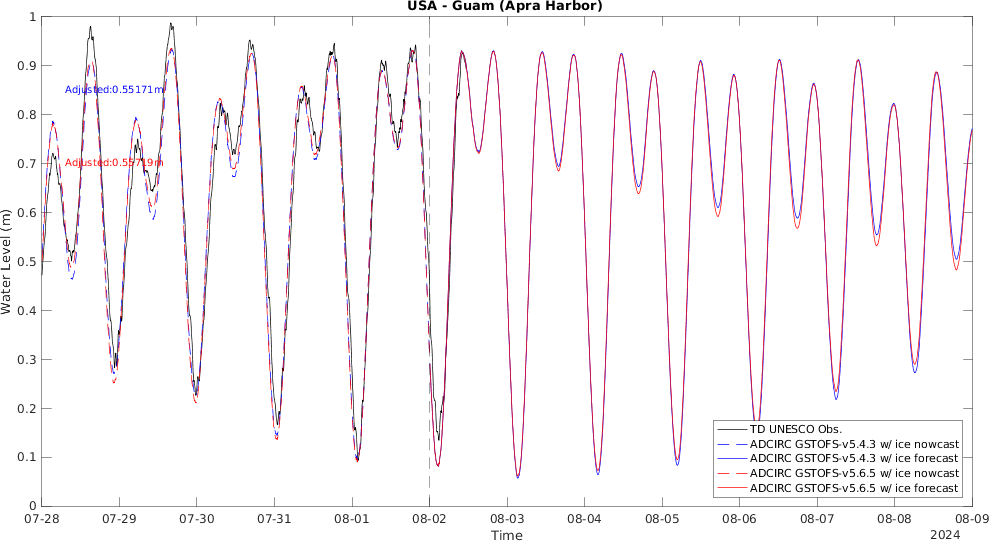 USA - Guam (Apra Harbor)
1
0.9
0.8
0.7
0.6
0.5
0.4
0.3
0.2
0.1
0
Water Level (m)
Adjusted:0.55171m
Adjusted:0.55719m
TD UNESCO Obs.
ADCIRC GSTOFS-v5.4.3 w/ ice nowcast
ADCIRC GSTOFS-v5.4.3 w/ ice forecast
ADCIRC GSTOFS-v5.6.5 w/ ice nowcast
ADCIRC GSTOFS-v5.6.5 w/ ice forecast
07-28 07-29 07-30 07-31 08-01 08-02 08-03 08-04 08-05 08-06 08-07 08-08 08-09
Time
2024